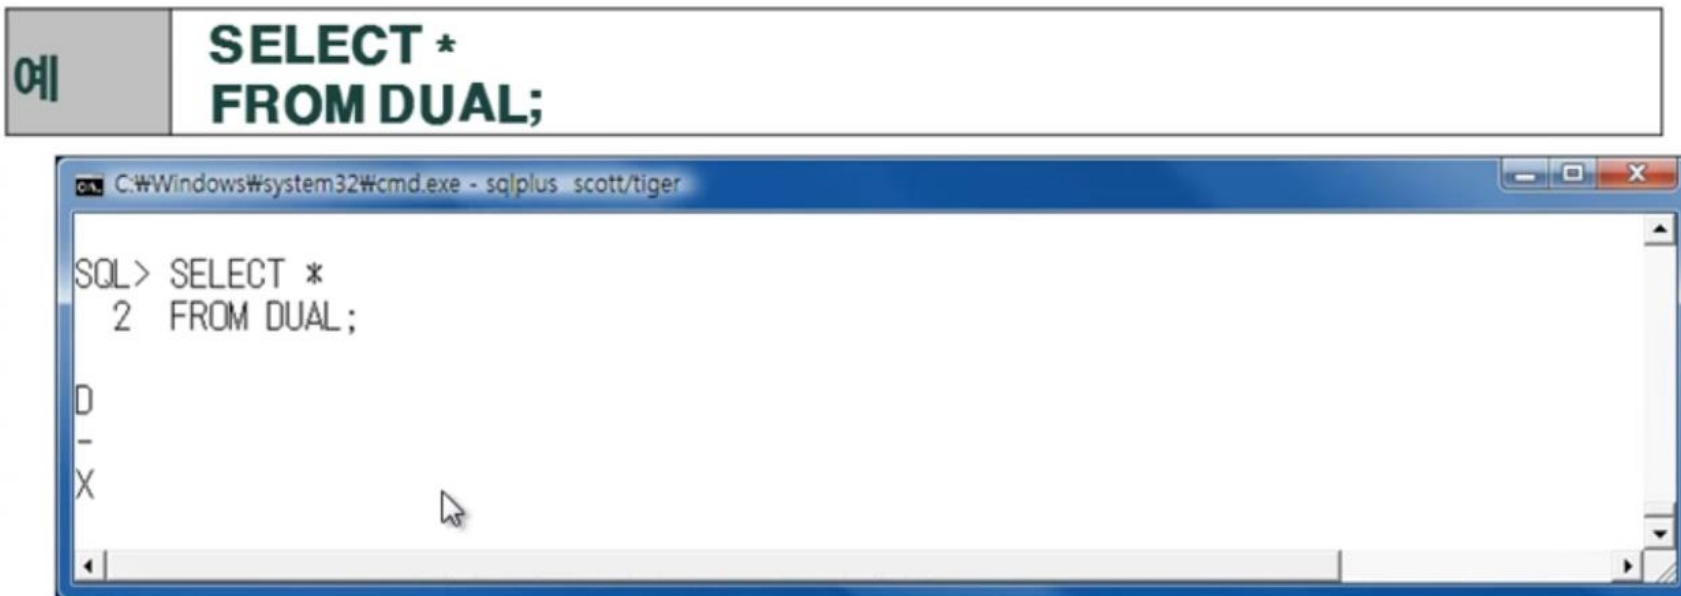 예
SELECT *
FROM DUAL;
C:₩Windows₩system32₩cmd.exe - sqlplus scott/tiger
SQL> SELECT *
2 FROM DUAL;
D
-
X